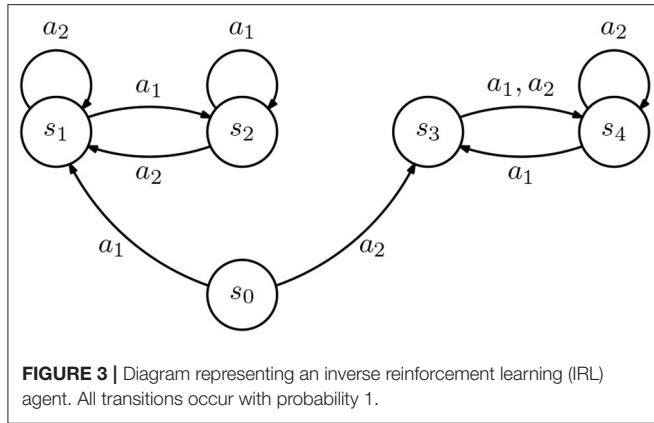 a₂ a₁ a₂
a₁ a₁, a₂
s₁ s₂ s₃ s₄
a₂ a₁
a₁ a₂
s₀
FIGURE 3 | Diagram representing an inverse reinforcement learning (IRL)
agent. All transitions occur with probability 1.